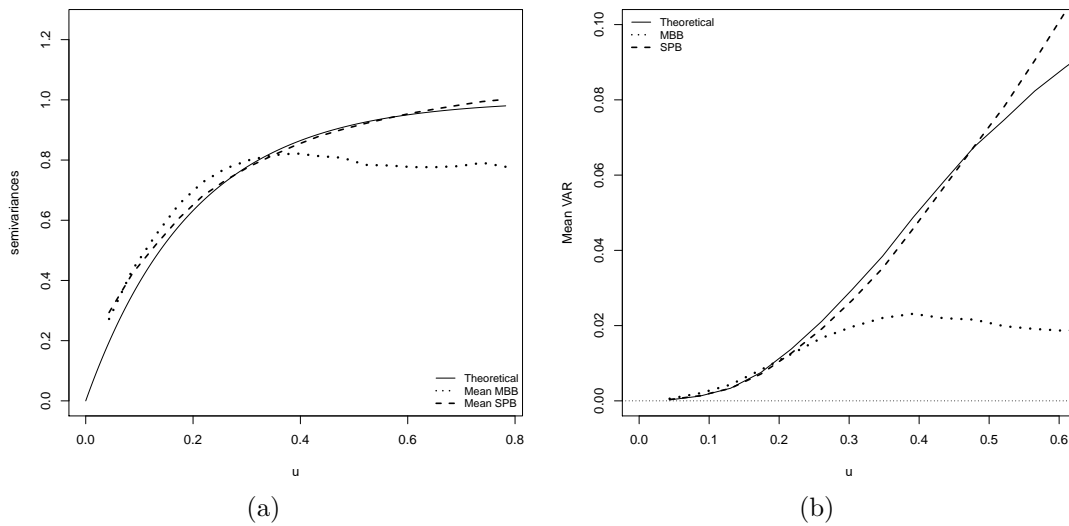 semivariances
1.2
1.0
0.8
0.6
0.4
0.2
0.0
Theoretical
Mean MBB
Mean SPB
0.0 0.2 0.4 0.6 0.8
u
(a)
Mean VAR
0.10
0.08
0.06
0.04
0.02
0.00
Theoretical
MBB
SPB
0.0 0.1 0.2 0.3 0.4 0.5 0.6
u
(b)